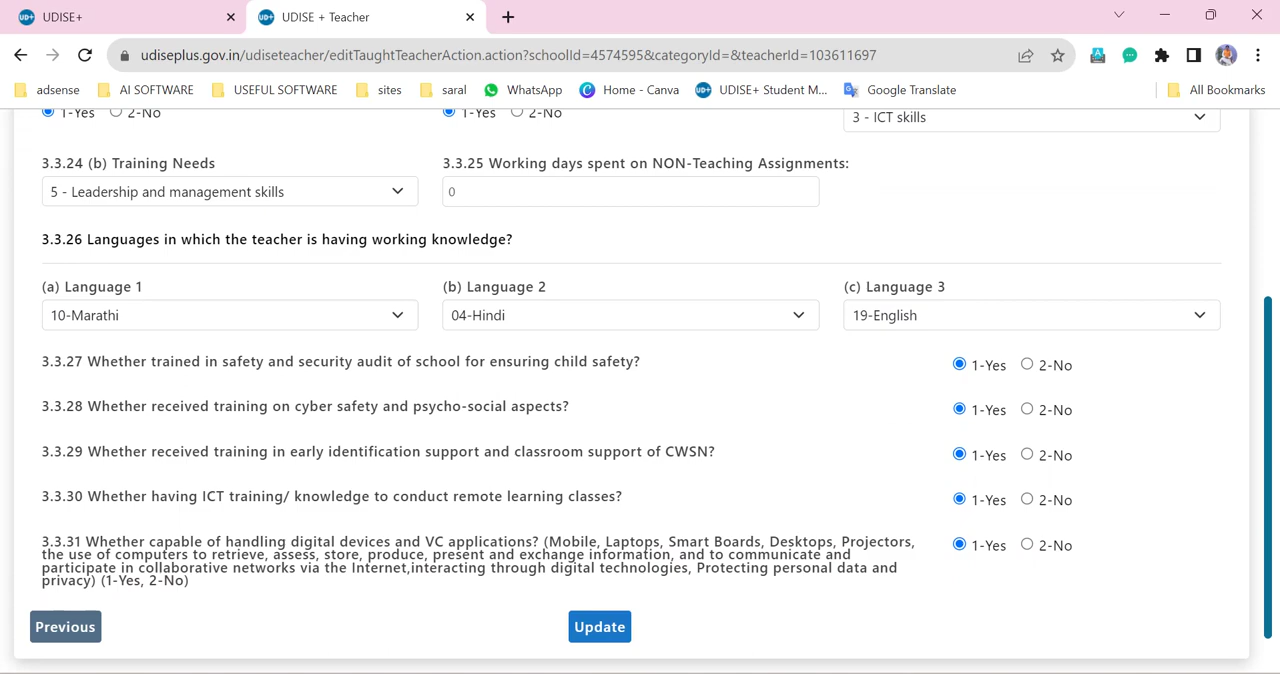 UDISE+
UDISE + Teacher
udiseplus.gov.in/udiseteacher/editTaughtTeacherAction.action?schoolId=4574595&categoryId=&teacherId=103611697
adsense AI SOFTWARE USEFUL SOFTWARE sites saral WhatsApp Home - Canva UDISE+ Student M... Google Translate All Bookmarks
1-Yes 2-No 1-Yes 2-No 3 - ICT skills
3.3.24 (b) Training Needs 3.3.25 Working days spent on NON-Teaching Assignments:
5 - Leadership and management skills 0
3.3.26 Languages in which the teacher is having working knowledge?
(a) Language 1 (b) Language 2 (c) Language 3
10-Marathi 04-Hindi 19-English
3.3.27 Whether trained in safety and security audit of school for ensuring child safety? 1-Yes 2-No
3.3.28 Whether received training on cyber safety and psycho-social aspects? 1-Yes 2-No
3.3.29 Whether received training in early identification support and classroom support of CWSN? 1-Yes 2-No
3.3.30 Whether having ICT training/ knowledge to conduct remote learning classes? 1-Yes 2-No
3.3.31 Whether capable of handling digital devices and VC applications? (Mobile, Laptops, Smart Boards, Desktops, Projectors, 1-Yes 2-No
the use of computers to retrieve, assess, store, produce, present and exchange information, and to communicate and
participate in collaborative networks via the Internet,interacting through digital technologies, Protecting personal data and
privacy) (1-Yes, 2-No)
Previous Update